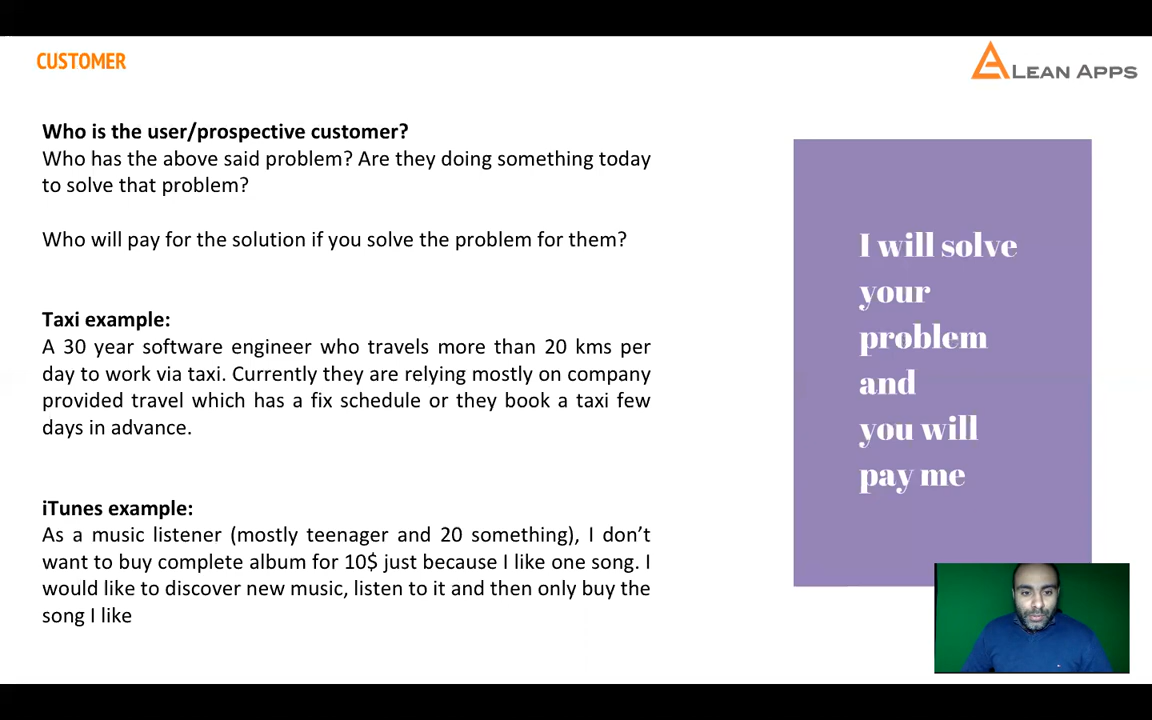 CUSTOMER
LEAN APPS
Who is the user/prospective customer?
Who has the above said problem? Are they doing something today
to solve that problem?
Who will pay for the solution if you solve the problem for them?
Taxi example:
A 30 year software engineer who travels more than 20 kms per
day to work via taxi. Currently they are relying mostly on company
provided travel which has a fix schedule or they book a taxi few
days in advance.
iTunes example:
As a music listener (mostly teenager and 20 something), I don’t
want to buy complete album for 10$ just because I like one song. I
would like to discover new music, listen to it and then only buy the
song I like
I will solve
your
problem
and
you will
pay me